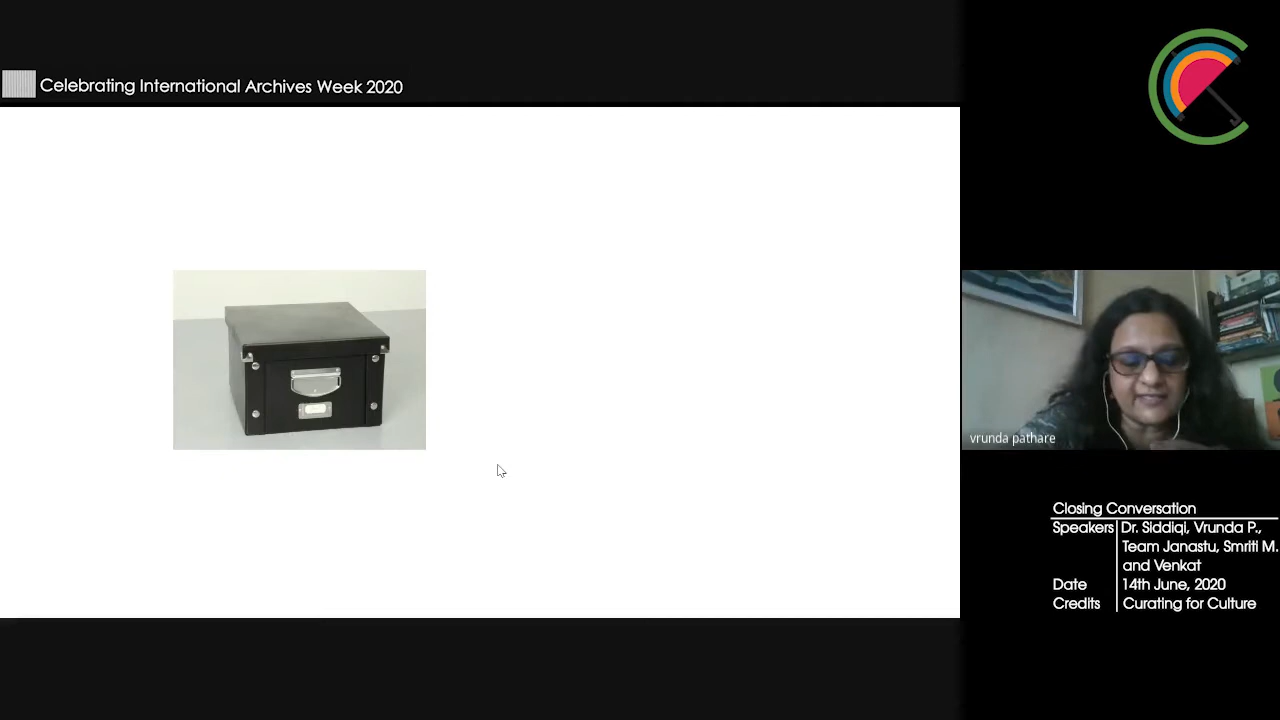 Celebrating International Archives Week 2020
vrunda pathare
Closing Conversation
Speakers Dr. Siddiqi, Vrunda P.,
Team Janastu, Smriti M.
and Venkat
Date 14th June, 2020
Credits Curating for Culture